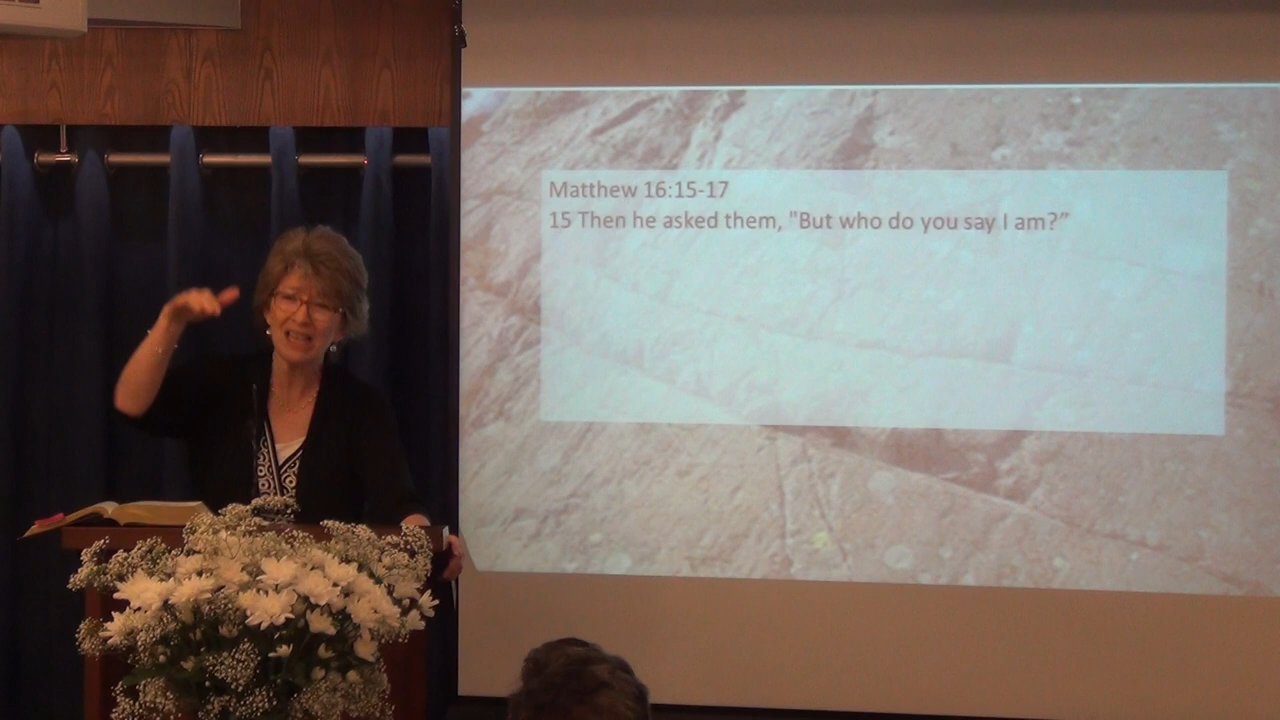 Matthew 16:15-17
15 Then he asked them, "But who do you say I am?”